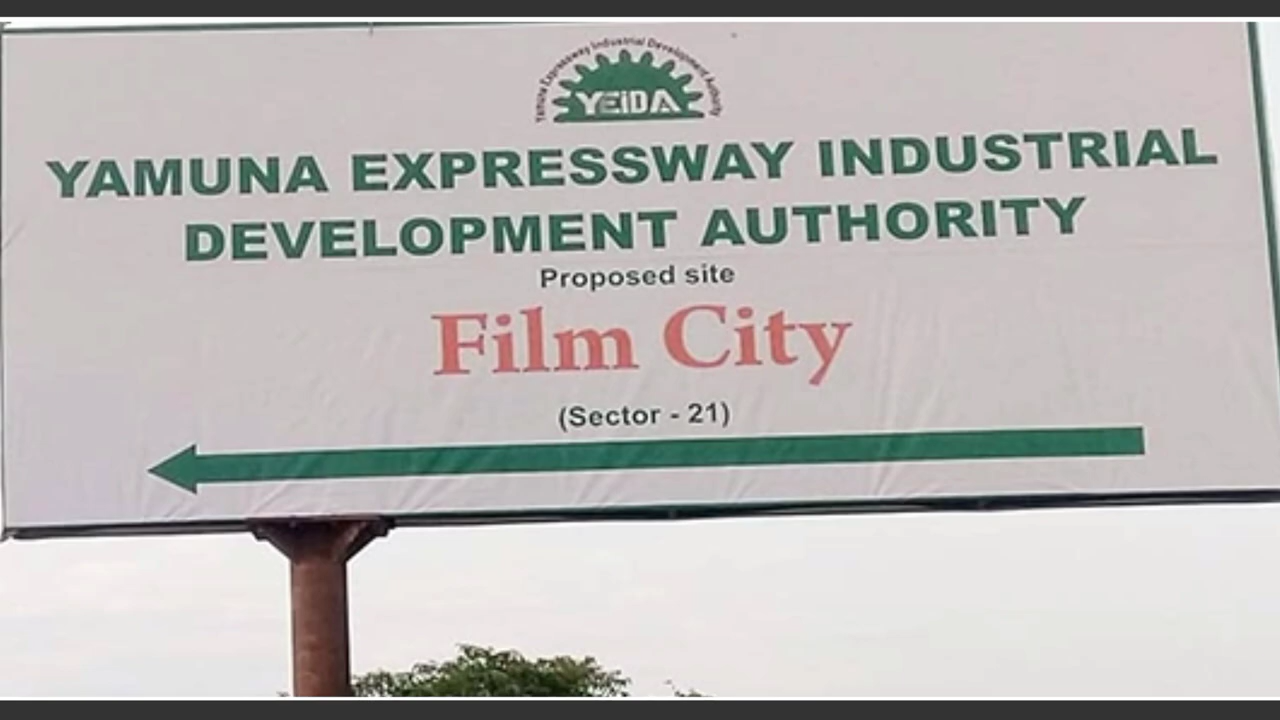 Yamuna Expressway Industrial Development Authority
YEiDA
YAMUNA EXPRESSWAY INDUSTRIAL
DEVELOPMENT AUTHORITY
Proposed site
Film City
(Sector - 21)